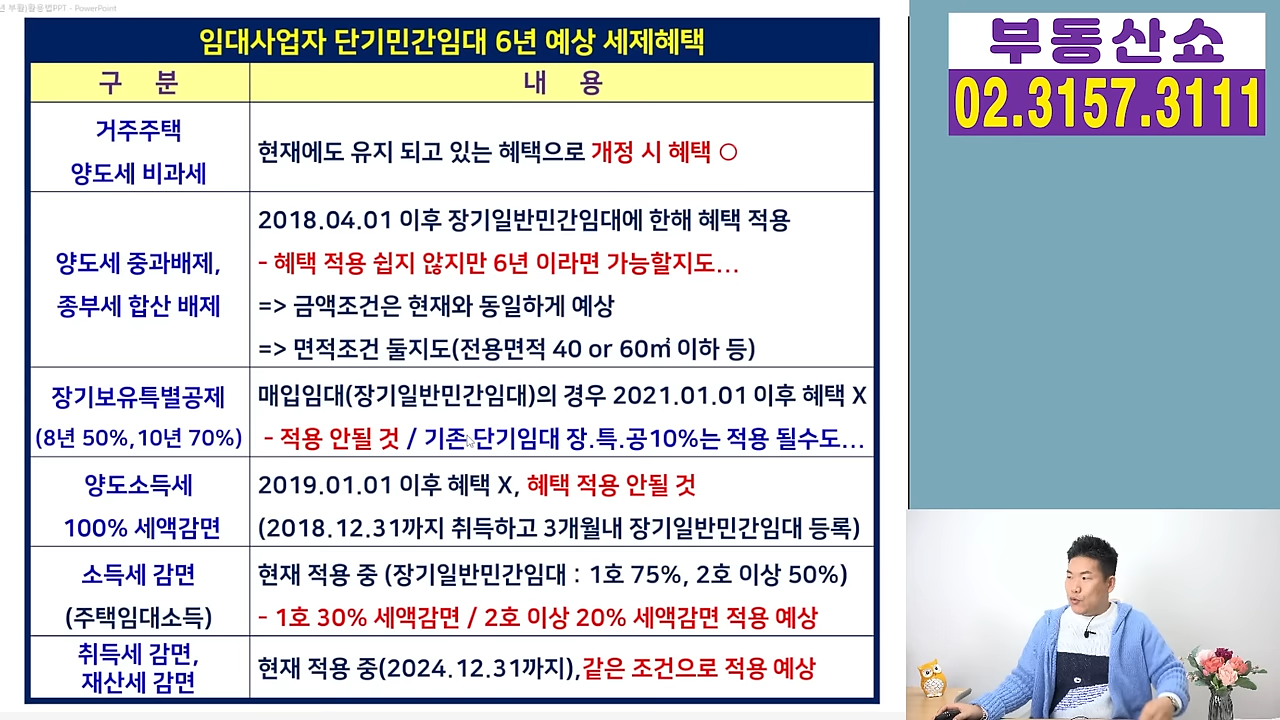 년 부활)활용법PPT - PowerPoint
임대사업자 단기민간임대 6년 예상 세제혜택
구 분
내 용
거주주택
양도세 비과세
현재에도 유지 되고 있는 혜택으로 개정 시 혜택 ○
양도세 중과배제,
종부세 합산 배제
2018.04.01 이후 장기일반민간임대에 한해 혜택 적용
- 혜택 적용 쉽지 않지만 6년 이라면 가능할지도...
=> 금액조건은 현재와 동일하게 예상
=> 면적조건 둘지도(전용면적 40 or 60㎡ 이하 등)
장기보유특별공제
(8년 50%,10년 70%)
매입임대(장기일반민간임대)의 경우 2021.01.01 이후 혜택 X
- 적용 안될 것 / 기존 단기임대 장.특.공10%는 적용 될수도...
양도소득세
100% 세액감면
2019.01.01 이후 혜택 X, 혜택 적용 안될 것
(2018.12.31까지 취득하고 3개월내 장기일반민간임대 등록)
소득세 감면
(주택임대소득)
현재 적용 중 (장기일반민간임대 : 1호 75%, 2호 이상 50%)
- 1호 30% 세액감면 / 2호 이상 20% 세액감면 적용 예상
취득세 감면,
재산세 감면
현재 적용 중(2024.12.31까지),같은 조건으로 적용 예상
부동산쇼
02.3157.3111